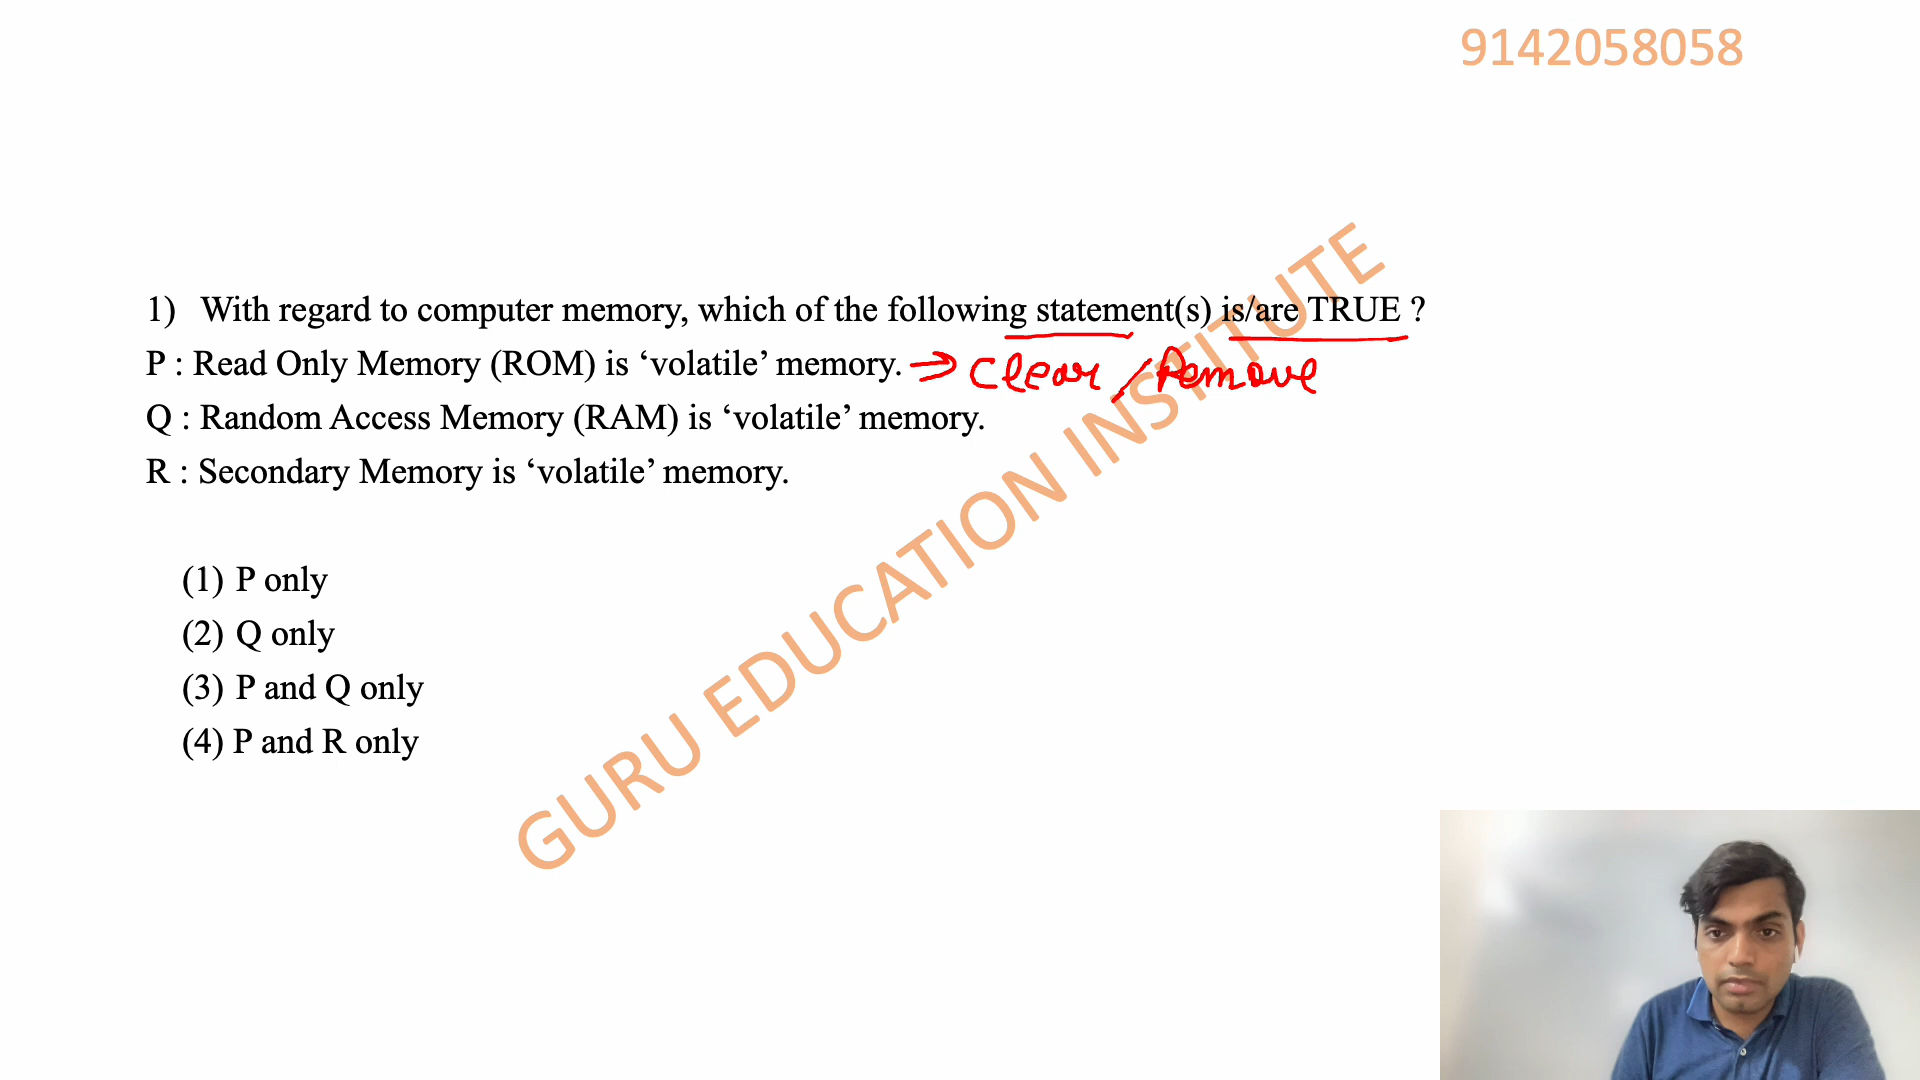 9142058058
1) With regard to computer memory, which of the following statement(s) is/are TRUE ?
P : Read Only Memory (ROM) is ‘volatile’ memory. → Clear / Remove
Q : Random Access Memory (RAM) is ‘volatile’ memory.
R : Secondary Memory is ‘volatile’ memory.
(1) P only
(2) Q only
(3) P and Q only
(4) P and R only
GURU EDUCATION INSTITUTE